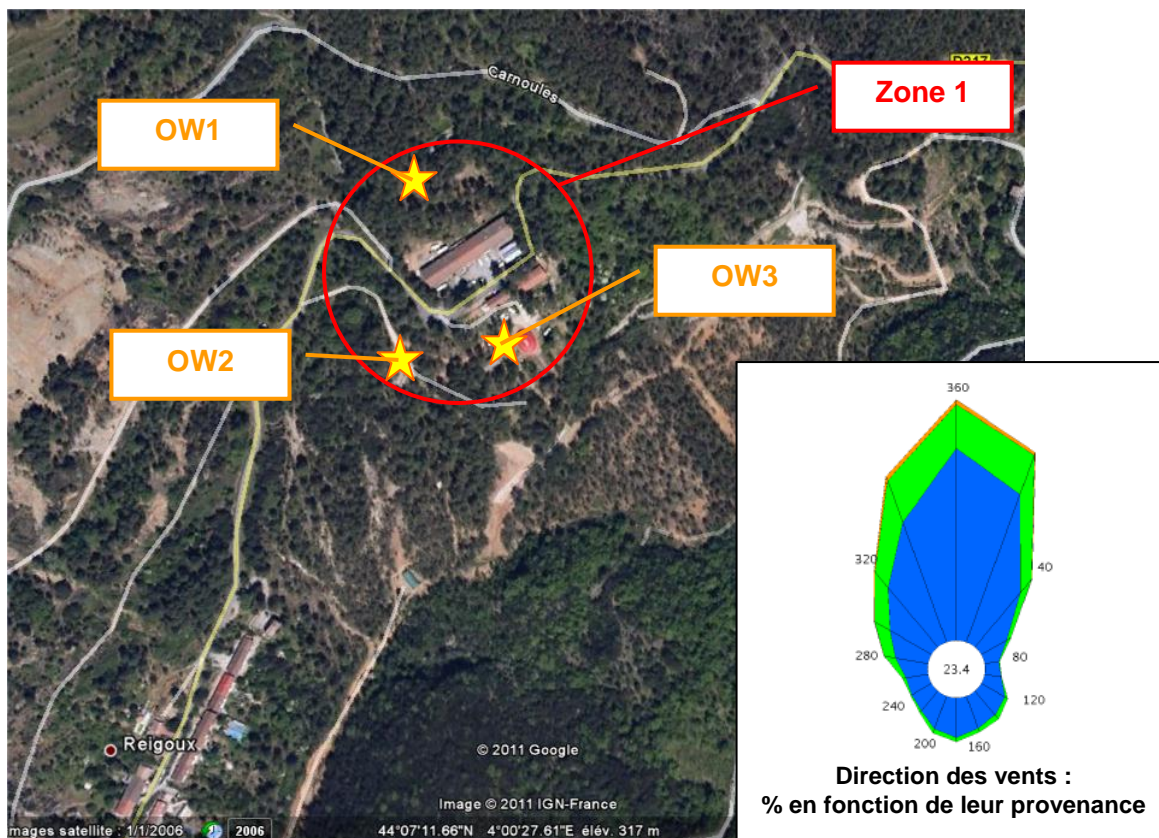 Carnoules
D217
Zone 1
OW1
OW3
OW2
360
320
40
280
80
23.4
240
120
200
160
Reigoux
© 2011 Google
Direction des vents :
% en fonction de leur provenance
Image © 2011 IGN-France
mages satellite : 1/1/2006
2006
44°07'11.66"N 4°00'27.61"E élév. 317 m